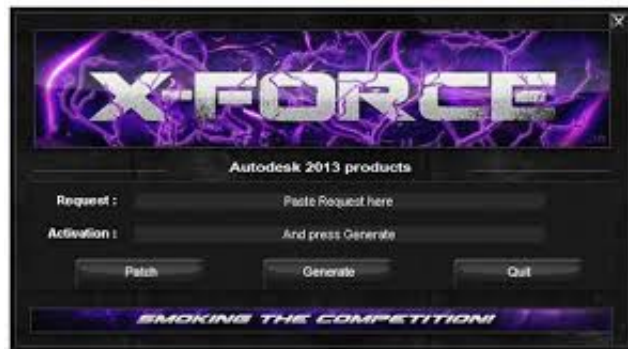 X-FORCE
Autodesk 2013 products
Request : Paste Request here
Activation : And press Generate
Patch Generate Quit
SMOKING THE COMPETITION!